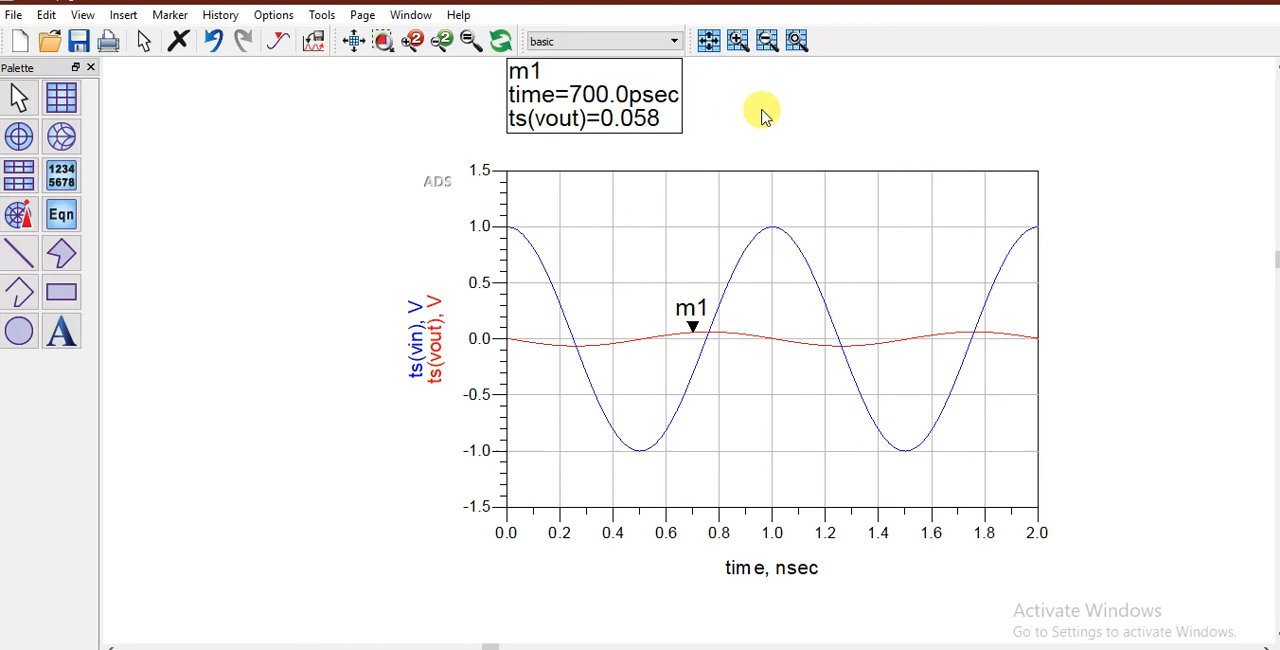 File Edit View Insert Marker History Options Tools Page Window Help
basic
Palette
1234
5678
Eqn
A
m1
time=700.0psec
ts(vout)=0.058
ADS
m1
ts(vin), V
ts(vout), V
1.5
1.0
0.5
0.0
-0.5
-1.0
-1.5
0.0 0.2 0.4 0.6 0.8 1.0 1.2 1.4 1.6 1.8 2.0
time, nsec
Activate Windows
Go to Settings to activate Windows.